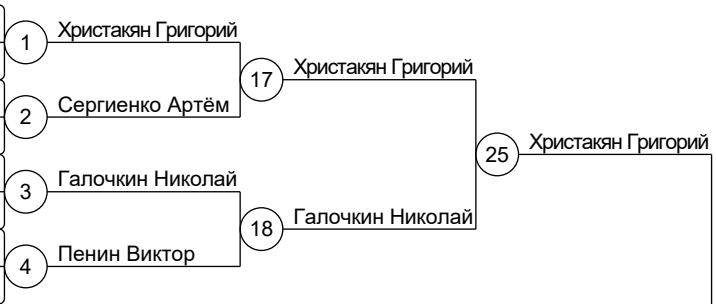 1
Христакян Григорий
17
Христакян Григорий
2
Сергиенко Артём
25
Христакян Григорий
3
Галочкин Николай
18
Галочкин Николай
4
Пенин Виктор